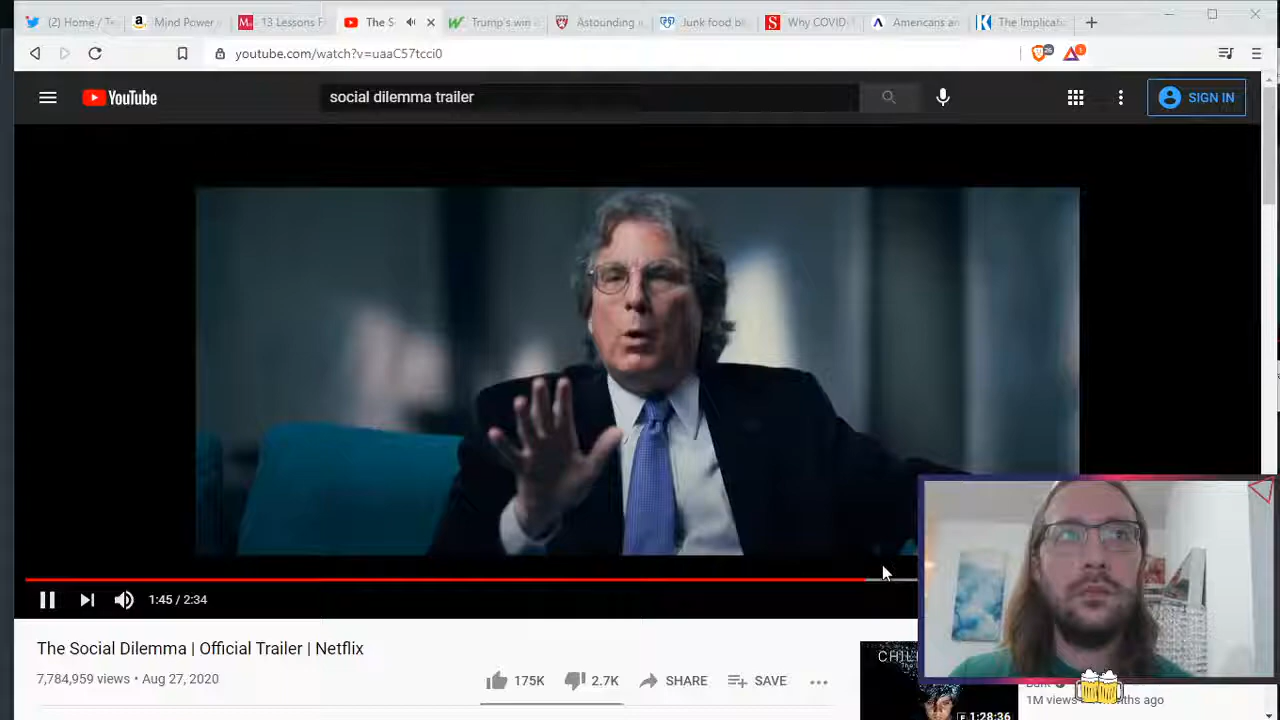 (2) Home / Tw
Mind Power
13 Lessons F
The S
Trump's win i
Astounding i
Junk food bi
Why COVID
Americans an
The Implicat
youtube.com/watch?v=uaaC57tcci0
YouTube
social dilemma trailer
SIGN IN
1:45 / 2:34
The Social Dilemma | Official Trailer | Netflix
7,784,959 views • Aug 27, 2020
175K
2.7K
SHARE
SAVE
CHIL
1:28:36
1M views
ths ago